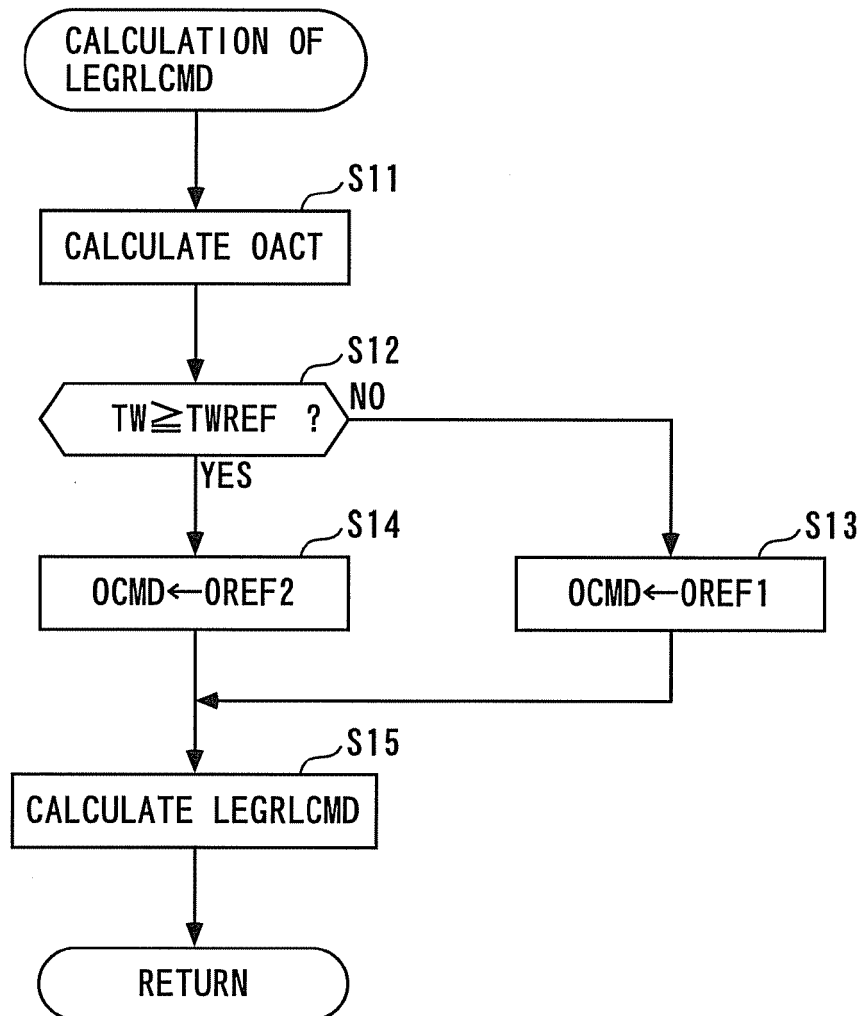 CALCULATION OF
LEGRLCMD
S11
CALCULATE OACT
S12
TW≧TWREF ?
NO
YES
S14
OCMD←OREF2
S13
OCMD←OREF1
S15
CALCULATE LEGRLCMD
RETURN